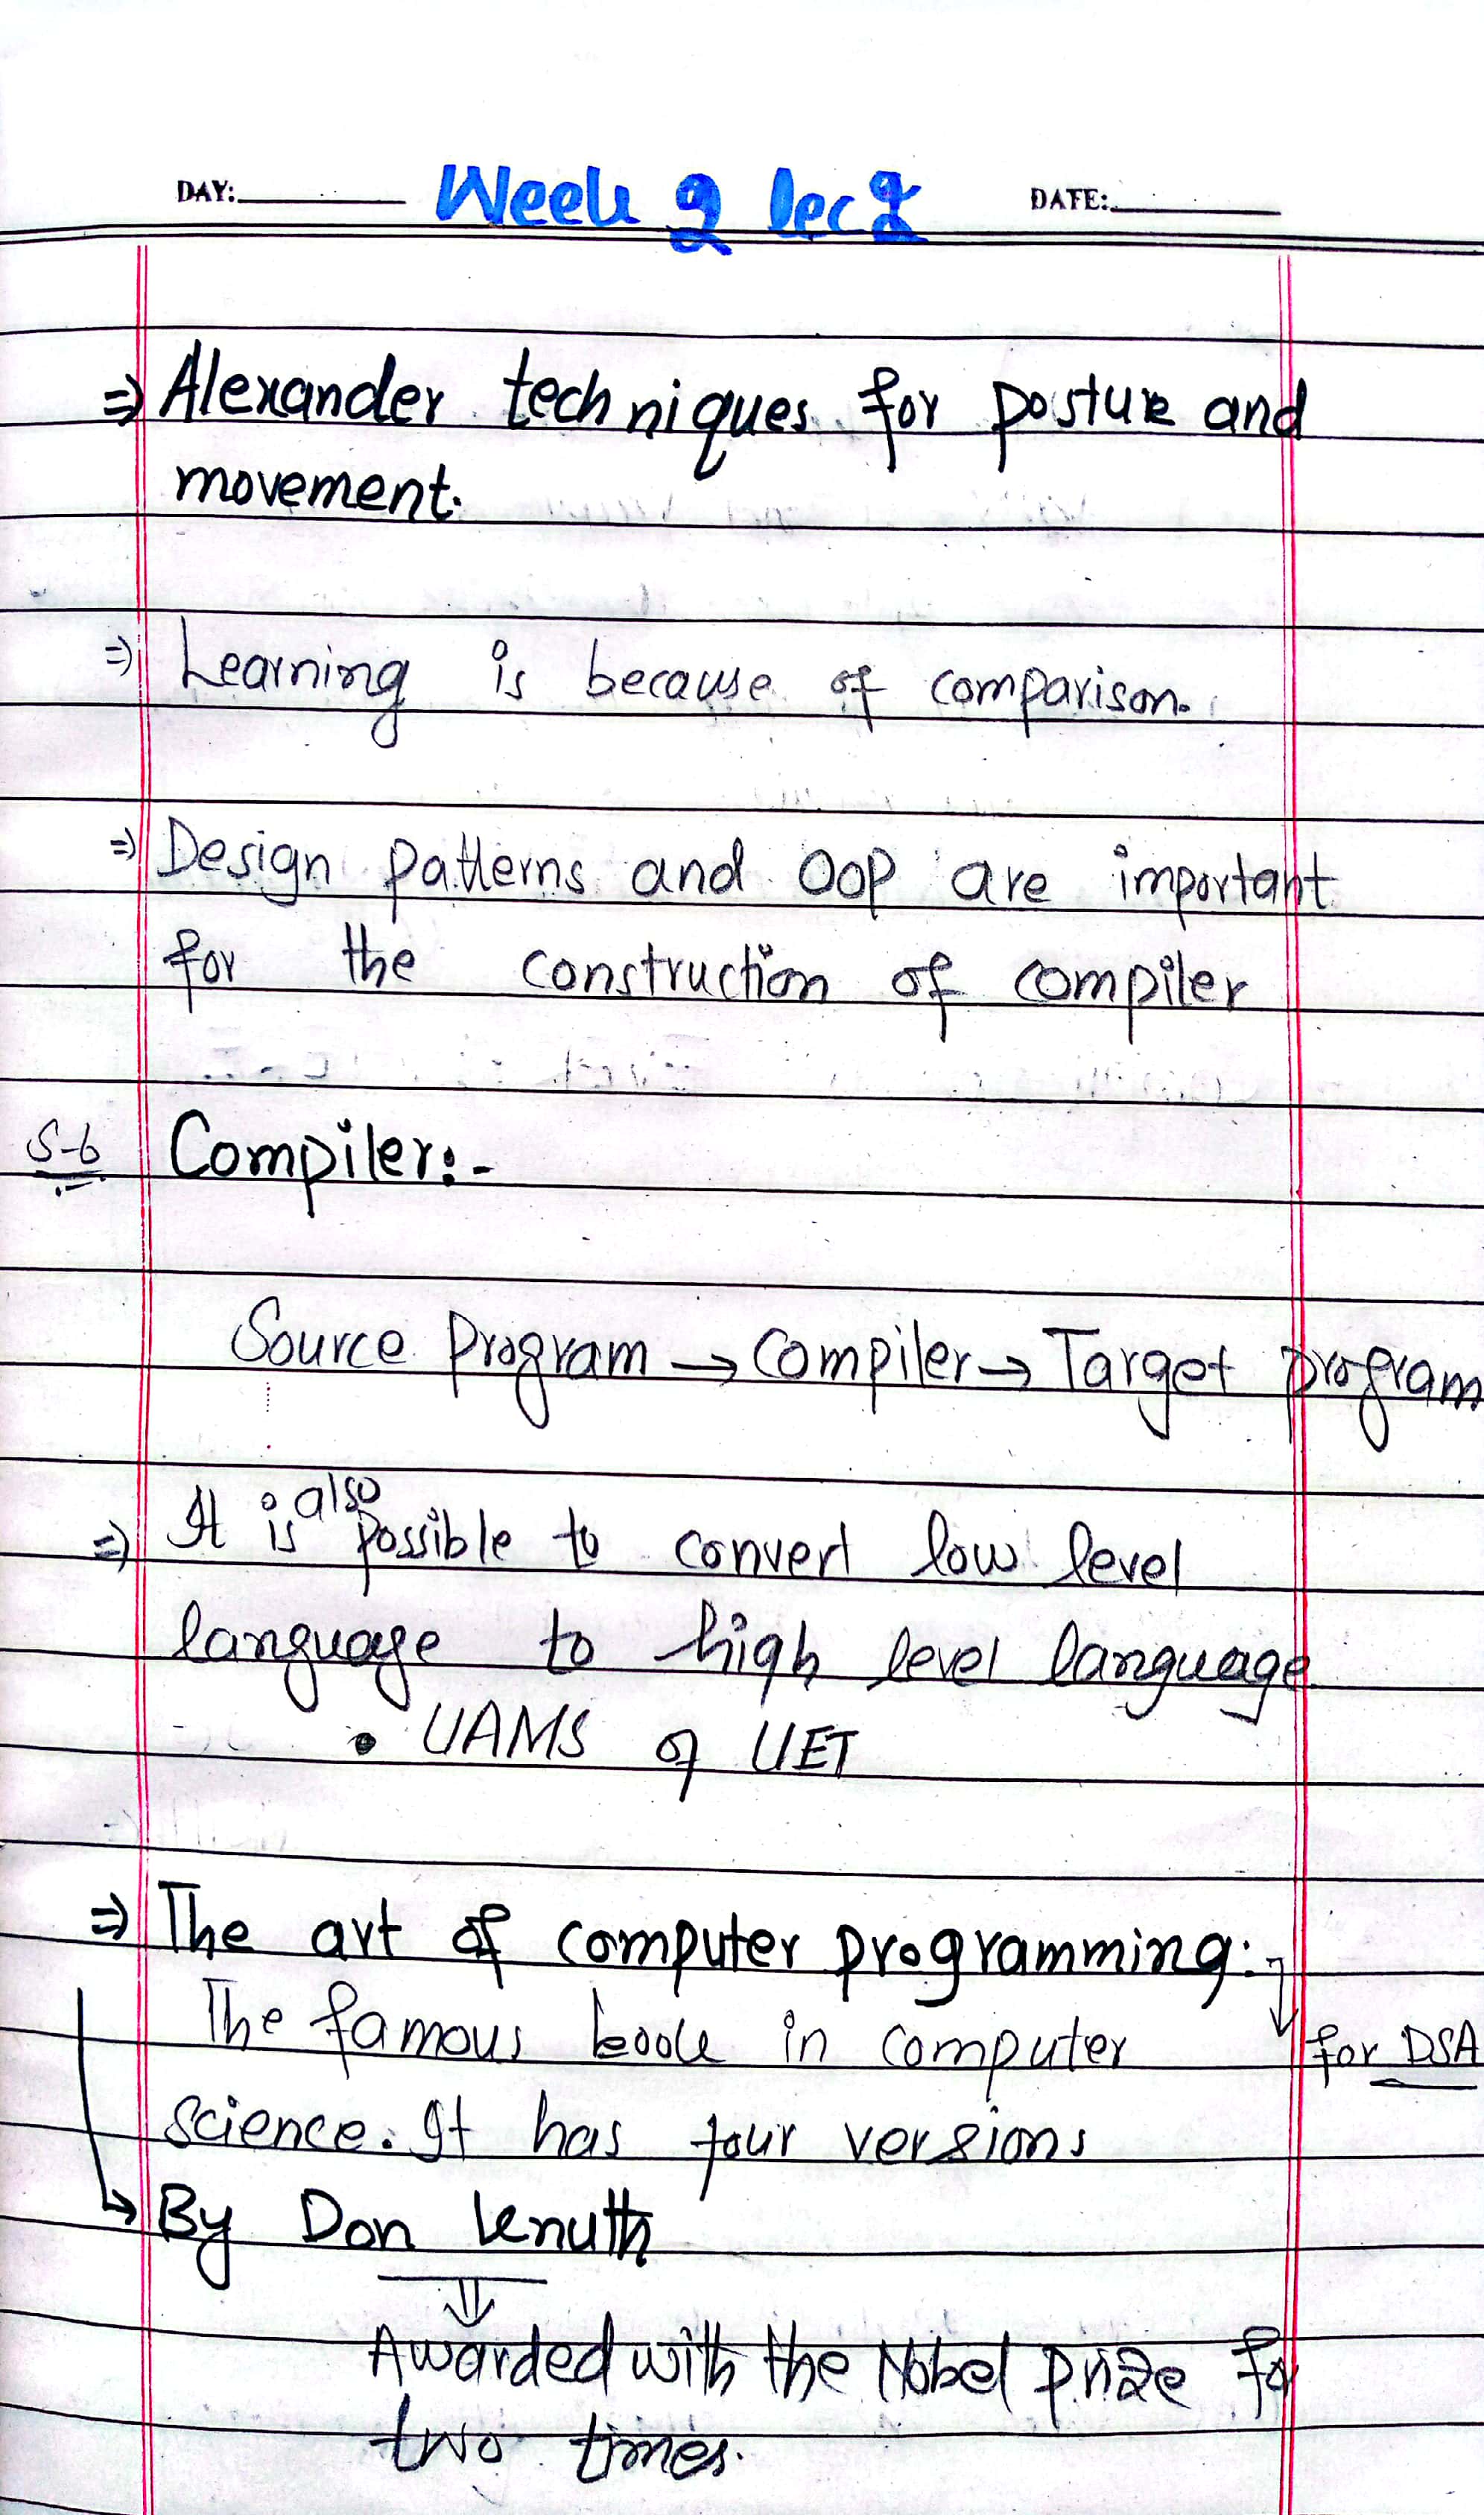 DAY: Week 2 lec 2 DATE:
⇒ Alexander techniques for posture and
movement.
⇒ Learning is because of comparison.
⇒ Design patterns and OOP are important
for the construction of compiler
S-6 Compiler:-
Source Program → Compiler → Target program
⇒ It is also possible to convert low level
language to high level language
• UAMS of UET
⇒ The art of computer programming:
The famous book in computer
for DSA
science. It has four versions
By Don Knuth
Awarded with the Nobel prize fo
two times.